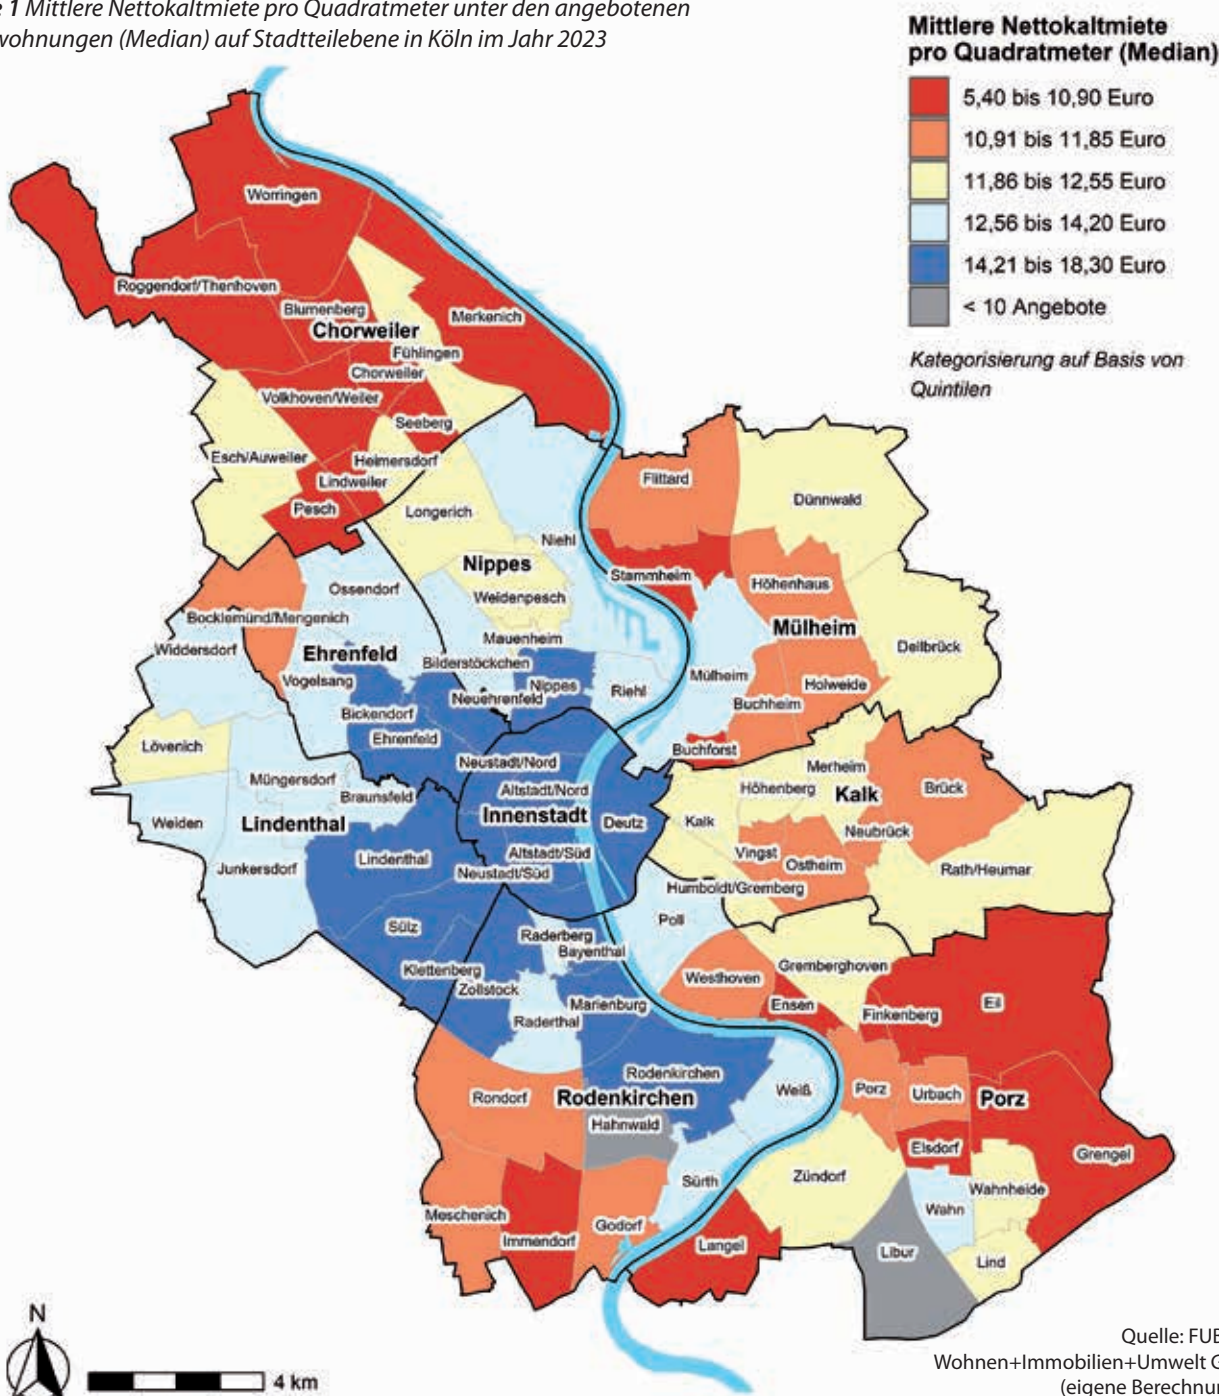 1 Mittlere Nettokaltmiete pro Quadratmeter unter den angebotenen
wohnungen (Median) auf Stadtteilebene in Köln im Jahr 2023
Mittlere Nettokaltmiete
pro Quadratmeter (Median)
5,40 bis 10,90 Euro
10,91 bis 11,85 Euro
11,86 bis 12,55 Euro
12,56 bis 14,20 Euro
14,21 bis 18,30 Euro
< 10 Angebote
Kategorisierung auf Basis von
Quintilen
Worringen
Roggendorf/Thenhoven
Blumenberg
Merkenich
Chorweiler
Fühlingen
Chorweiler
Volkhoven/Weiler
Seeberg
Esch/Auweiler
Heimersdorf
Lindweiler
Pesch
Longerich
Flittard
Dünnwald
Niehl
Nippes
Stammheim
Höhenhaus
Ossendorf
Weidenpesch
Bocklemünd/Mengenich
Mülheim
Mauenheim
Widdersdorf
Ehrenfeld
Bilderstöckchen
Dellbrück
Vogelsang
Mülheim
Nippes
Riehl
Holweide
Neuehrenfeld
Buchheim
Bickendorf
Ehrenfeld
Lövenich
Buchforst
Neustadt/Nord
Merheim
Müngersdorf
Altstadt/Nord
Höhenberg
Kalk
Brück
Braunsfeld
Innenstadt
Weiden
Lindenthal
Deutz
Kalk
Neubrück
Lindenthal
Altstadt/Süd
Vingst
Ostheim
Junkersdorf
Neustadt/Süd
Rath/Heumar
Humboldt/Gremberg
Poll
Sülz
Raderberg
Bayenthal
Klettenberg
Gremberghoven
Westhoven
Zollstock
Marienburg
Ensen
Eil
Finkenberg
Raderthal
Rodenkirchen
Weiß
Porz
Urbach
Porz
Rondorf
Rodenkirchen
Hahnwald
Elsdorf
Grengel
Zündorf
Sürth
Wahnheide
Wahn
Meschenich
Godorf
Immendorf
Langel
Libur
Lind
N
4 km
Quelle: FUB
Wohnen+Immobilien+Umwelt G
(eigene Berechnun